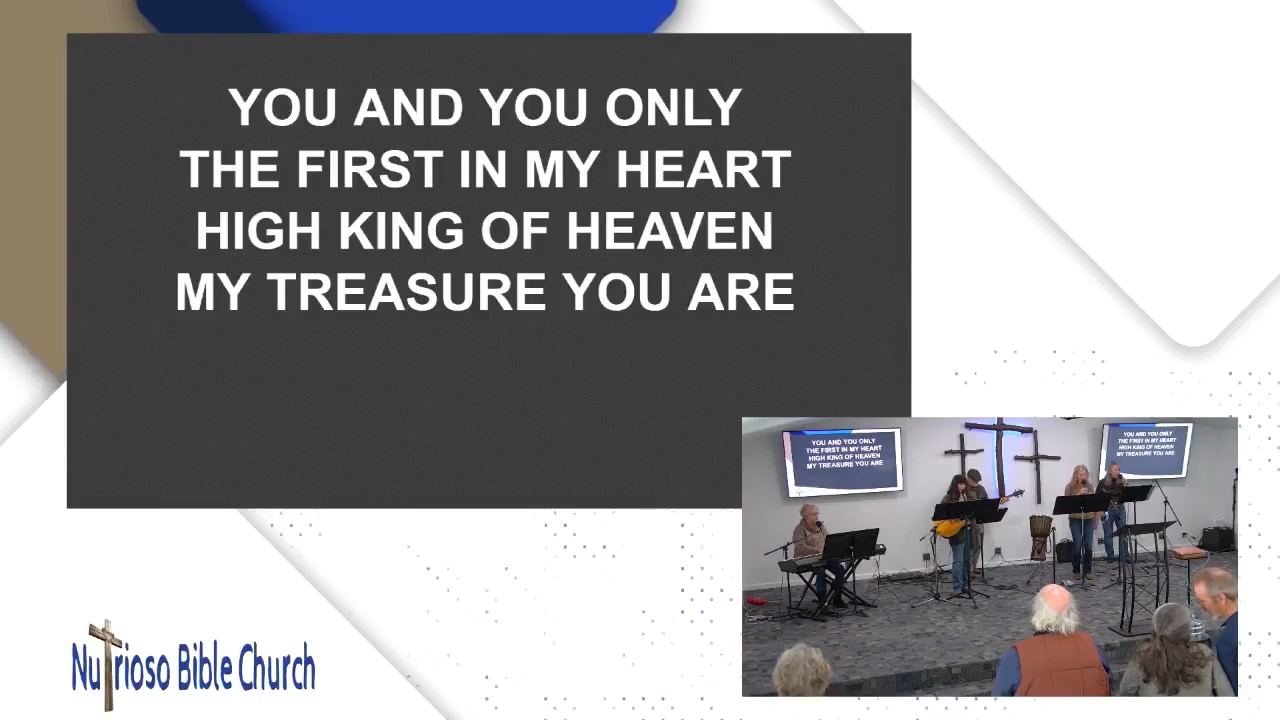 YOU AND YOU ONLY
THE FIRST IN MY HEART
HIGH KING OF HEAVEN
MY TREASURE YOU ARE
YOU AND YOU ONLY
THE FIRST IN MY HEART
HIGH KING OF HEAVEN
MY TREASURE YOU ARE
YOU AND YOU ONLY
THE FIRST IN MY HEART
HIGH KING OF HEAVEN
MY TREASURE YOU ARE
Nutrioso Bible Church